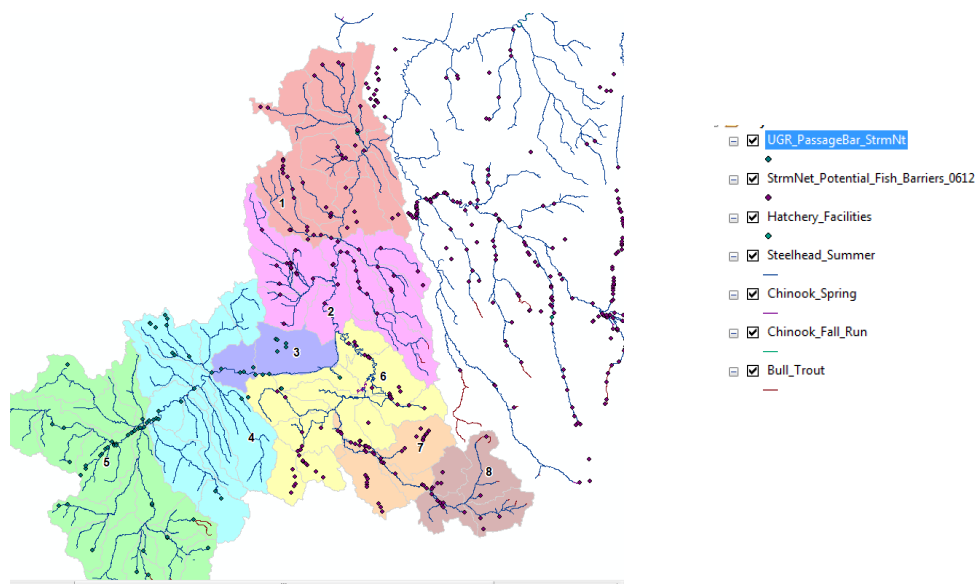 1
2
3
4
5
6
7
8
UGR_PassageBar_StrmNt
StrmNet_Potential_Fish_Barriers_0612
Hatchery_Facilities
Steelhead_Summer
Chinook_Spring
Chinook_Fall_Run
Bull_Trout